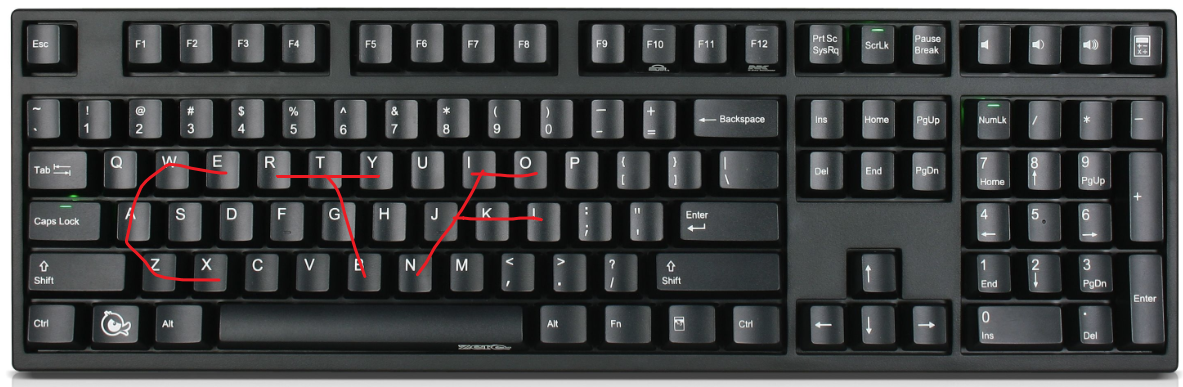 Esc F1 F2 F3 F4 F5 F6 F7 F8 F9 F10 F11 F12 Prt Sc SysRq ScrLk Pause Break
~ ` ! 1 @ 2 # 3 $ 4 % 5 ^ 6 & 7 * 8 ( 9 ) 0 _ - + = ← Backspace Ins Home PgUp NumLk / * -
Tab Q W E R T Y U I O P { [ } ] | \ Del End PgDn 7 Home 8 ↑ 9 PgUp +
Caps Lock A S D F G H J K L : ; " ' Enter 4 ← 5 6 →
⇧ Shift Z X C V B N M < , > . ? / ⇧ Shift ↑ 1 End 2 ↓ 3 PgDn Enter
Ctrl Alt Alt Fn Ctrl ← ↓ → 0 Ins . Del
CTF